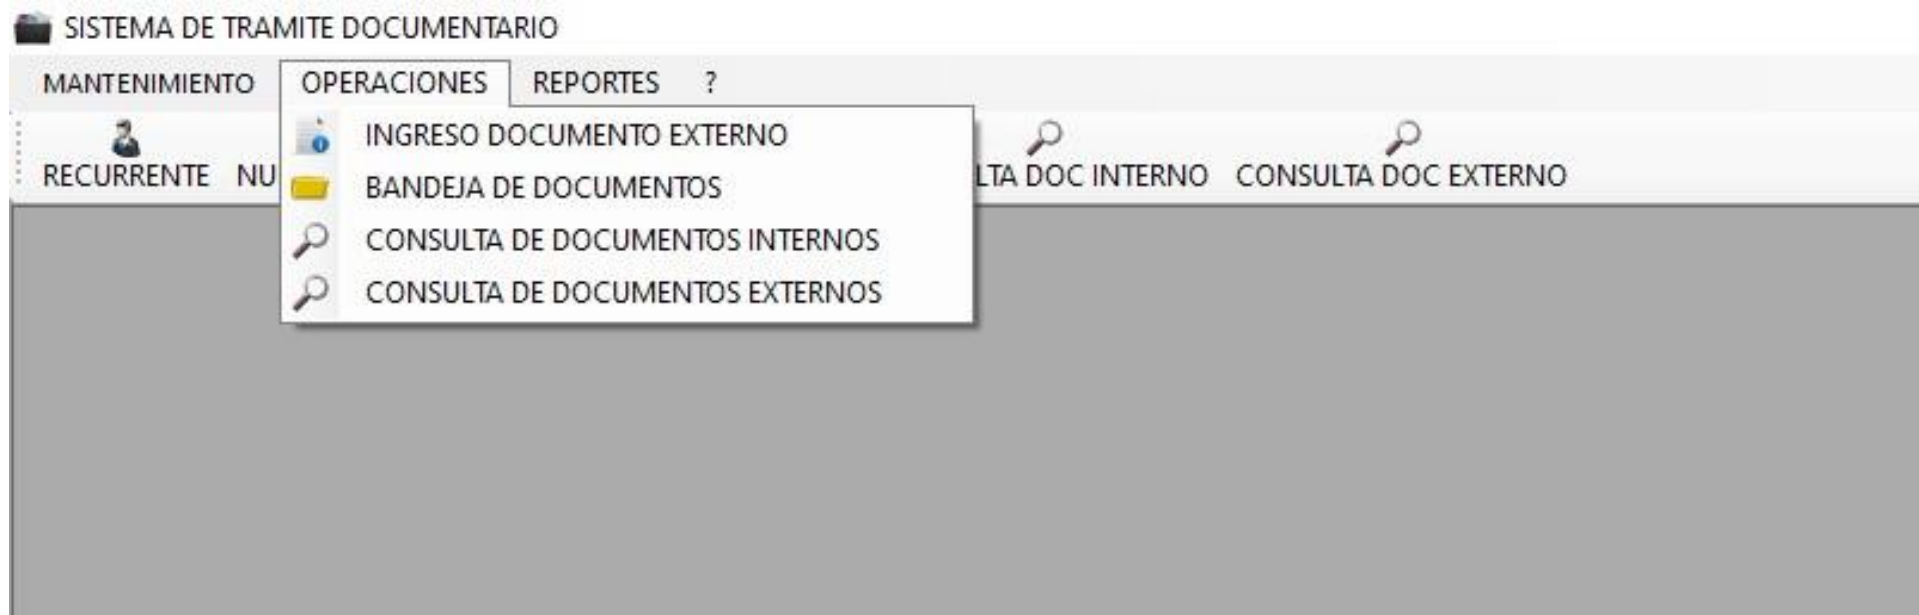 SISTEMA DE TRAMITE DOCUMENTARIO
MANTENIMIENTO OPERACIONES REPORTES ?
INGRESO DOCUMENTO EXTERNO
RECURRENTE NU LTA DOC INTERNO CONSULTA DOC EXTERNO
BANDEJA DE DOCUMENTOS
CONSULTA DE DOCUMENTOS INTERNOS
CONSULTA DE DOCUMENTOS EXTERNOS